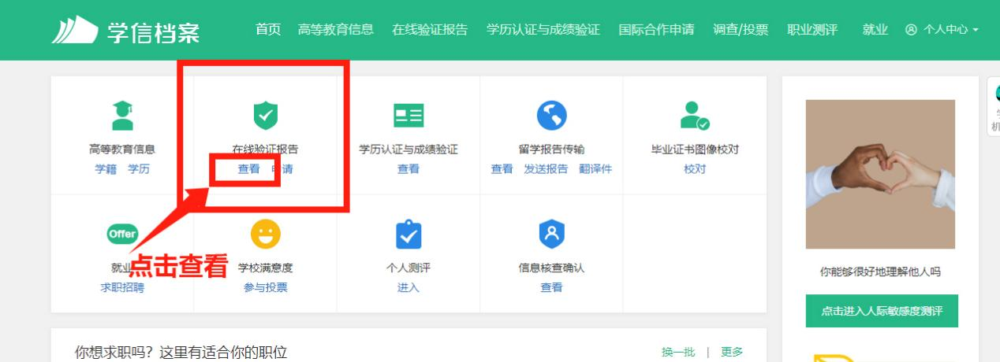 学信档案
首页 高等教育信息 在线验证报告 学历认证与成绩验证 国际合作申请 调查/投票 职业测评 就业 个人中心
高等教育信息 在线验证报告 学历认证与成绩验证 留学报告传输 毕业证书图像校对
学籍 学历 查看 申请 查看 查看 发送报告 翻译件 校对
Offer
点击查看
就业 学校满意度 个人测评 信息核查确认
求职招聘 参与投票 进入 查看
你能够很好地理解他人吗
点击进入人际敏感度测评
你想求职吗？这里有适合你的职位 换一批 | 更多